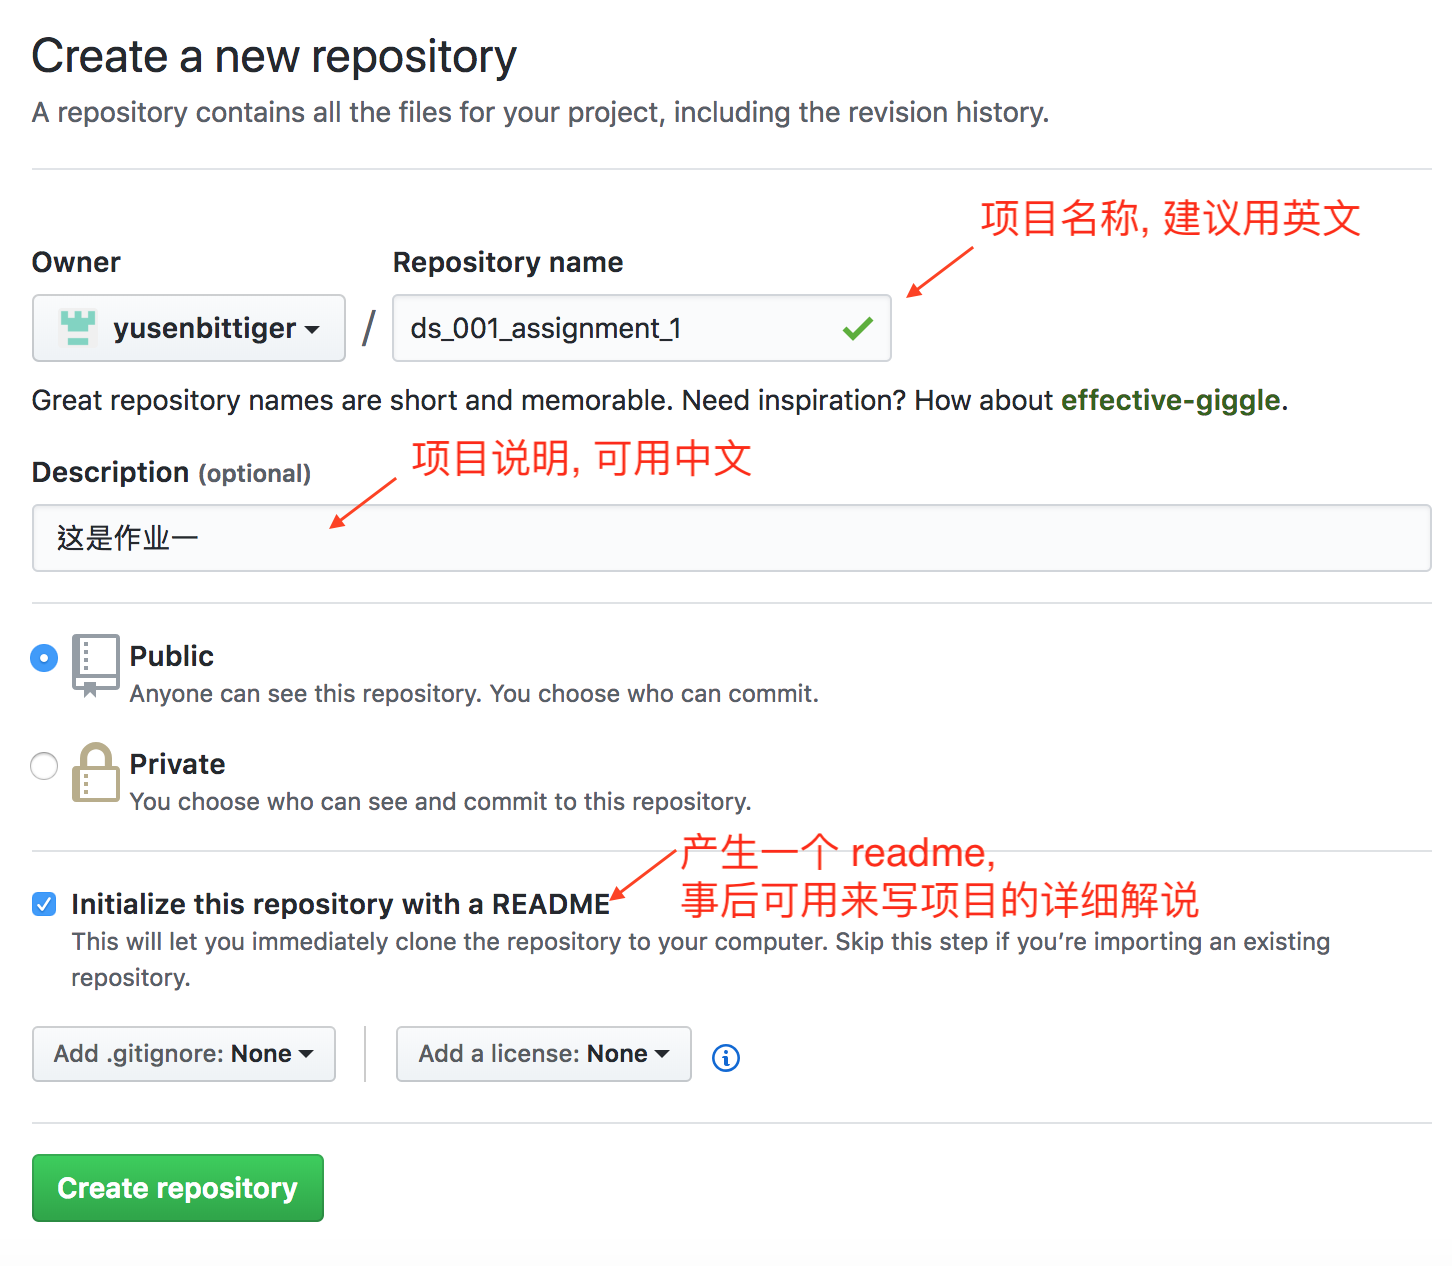 Create a new repository
A repository contains all the files for your project, including the revision history.
项目名称, 建议用英文
Owner
Repository name
yusenbittiger
/
ds_001_assignment_1
Great repository names are short and memorable. Need inspiration? How about effective-giggle.
项目说明, 可用中文
Description (optional)
这是作业一
Public
Anyone can see this repository. You choose who can commit.
Private
You choose who can see and commit to this repository.
产生一个 readme,
事后可用来写项目的详细解说
Initialize this repository with a README
This will let you immediately clone the repository to your computer. Skip this step if you’re importing an existing
repository.
Add .gitignore: None
Add a license: None
Create repository